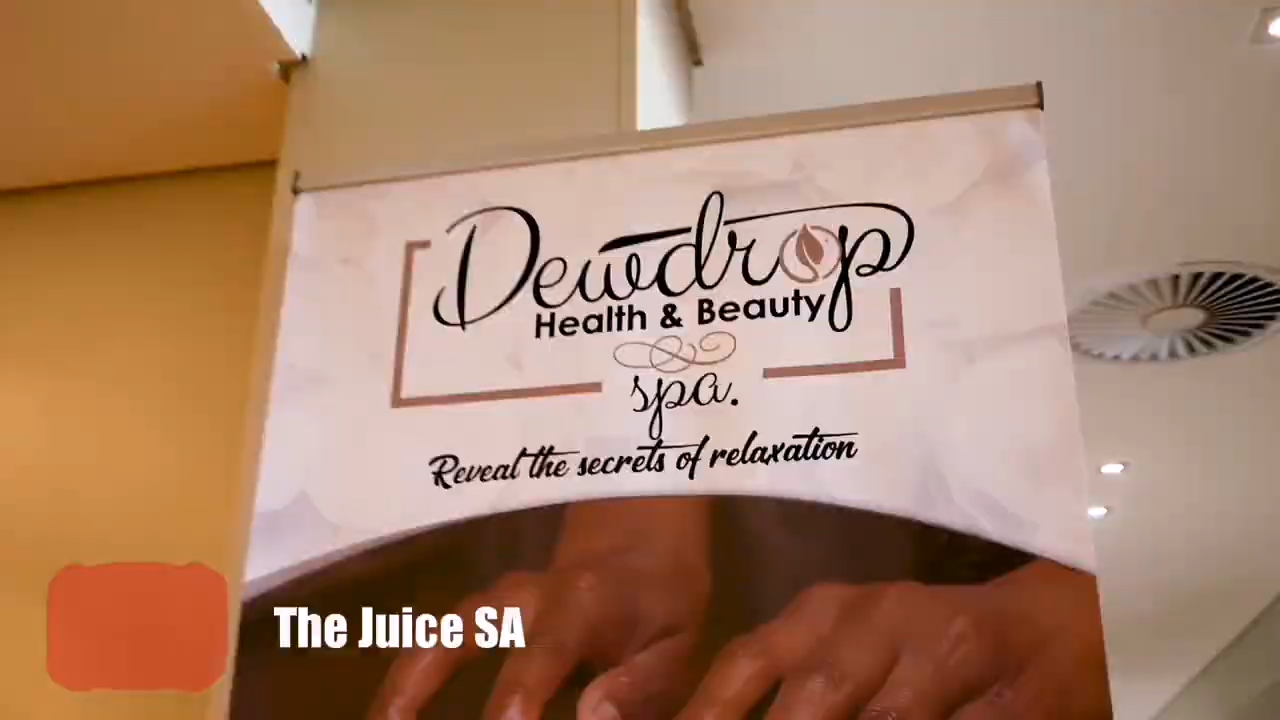 Dewdrop
Health & Beauty
spa.
Reveal the secrets of relaxation
The Juice SA